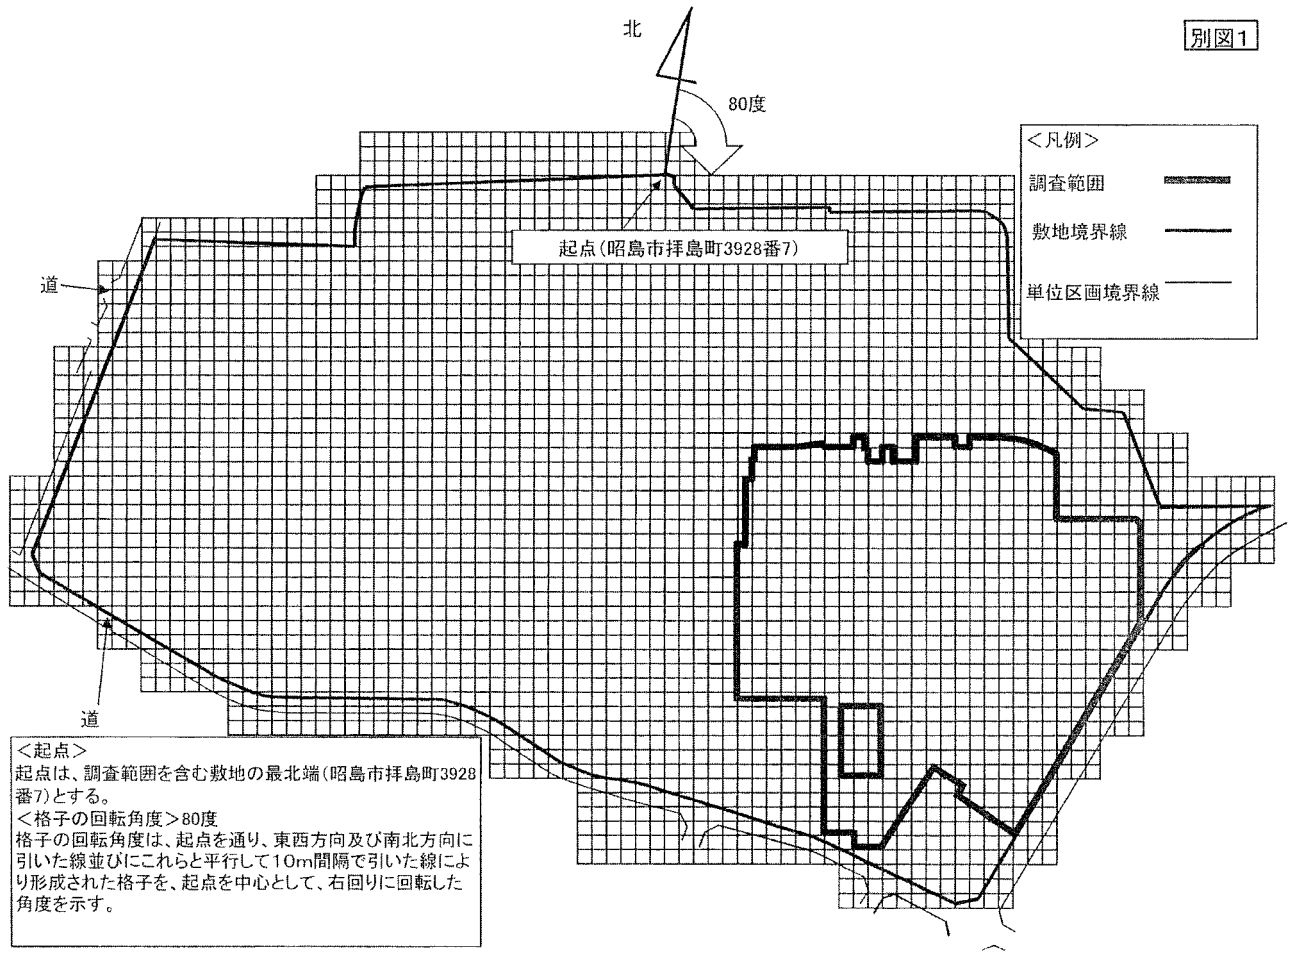 北
別図1
80度
＜凡例＞
調査範囲
敷地境界線
単位区画境界線
起点(昭島市拝島町3928番7)
道
道
＜起点＞
起点は、調査範囲を含む敷地の最北端(昭島市拝島町3928
番7)とする。
＜格子の回転角度＞80度
格子の回転角度は、起点を通り、東西方向及び南北方向に
引いた線並びにこれらと平行して10m間隔で引いた線によ
り形成された格子を、起点を中心として、右回りに回転した
角度を示す。